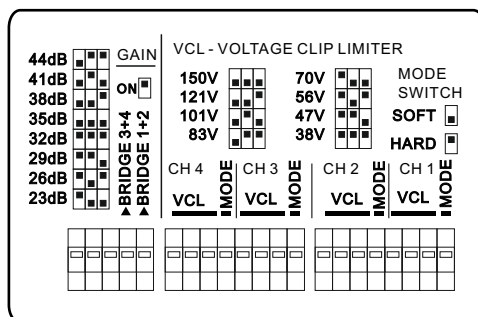 GAIN
44dB
41dB
38dB
35dB
32dB
29dB
26dB
23dB
ON
▲BRIDGE 3+4
▲BRIDGE 1+2
VCL - VOLTAGE CLIP LIMITER
150V
121V
101V
83V
70V
56V
47V
38V
MODE
SWITCH
SOFT
HARD
CH 4
VCL
MODE
CH 3
VCL
MODE
CH 2
VCL
MODE
CH 1
VCL
MODE